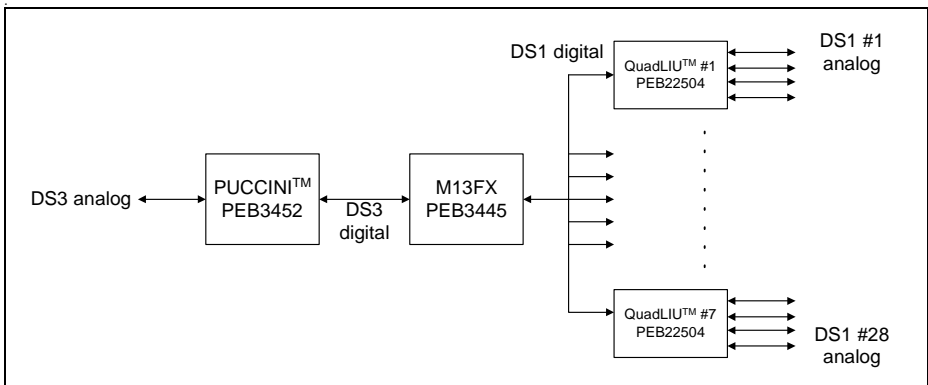 DS1 digital
QuadLIU™ #1
PEB22504
DS1 #1
analog
DS3 analog
PUCCINI™
PEB3452
DS3
digital
M13FX
PEB3445
QuadLIU™ #7
PEB22504
DS1 #28
analog